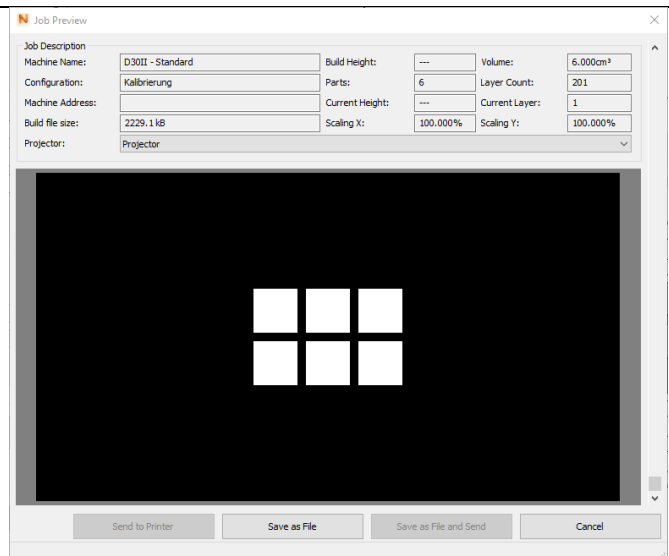 N Job Preview
Job Description
Machine Name: D30II - Standard Build Height: --- Volume: 6.000cm³
Configuration: Kalibrierung Parts: 6 Layer Count: 201
Machine Address: Current Height: --- Current Layer: 1
Build file size: 2229.1 kB Scaling X: 100.000% Scaling Y: 100.000%
Projector: Projector
Send to Printer Save as File Save as File and Send Cancel